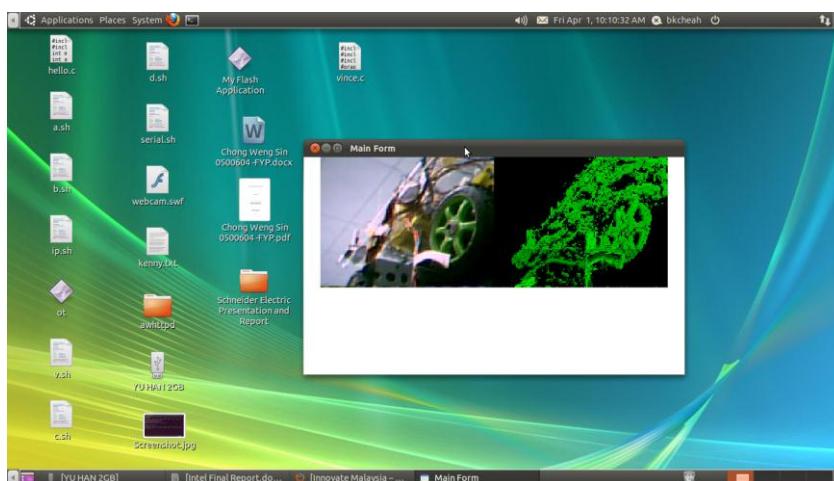 Applications Places System
Fri Apr 1, 10:10:32 AM bkcheah
hello.c
d.sh
My Flash
Application
vince.c
a.sh
serial.sh
Chong Weng Sin
0500604 -FYP.docx
Main Form
b.sh
webcam.swf
Chong Weng Sin
0500604 -FYP.pdf
ip.sh
kenny.txt
ot
awhttpd
Schneider Electric
Presentation and
Report
v.sh
YU HAN 2GB
c.sh
Screenshot.jpg
[YU HAN 2GB]
[Intel Final Report.do...
[Innovate Malaysia – ...
Main Form